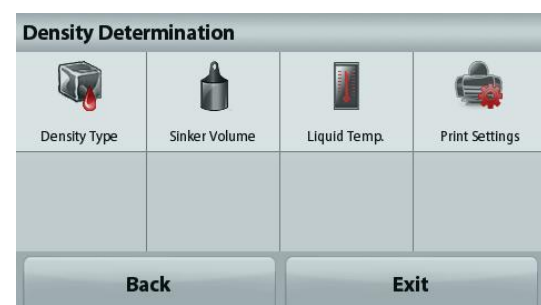 Density Determination
Density Type Sinker Volume Liquid Temp. Print Settings
Back Exit